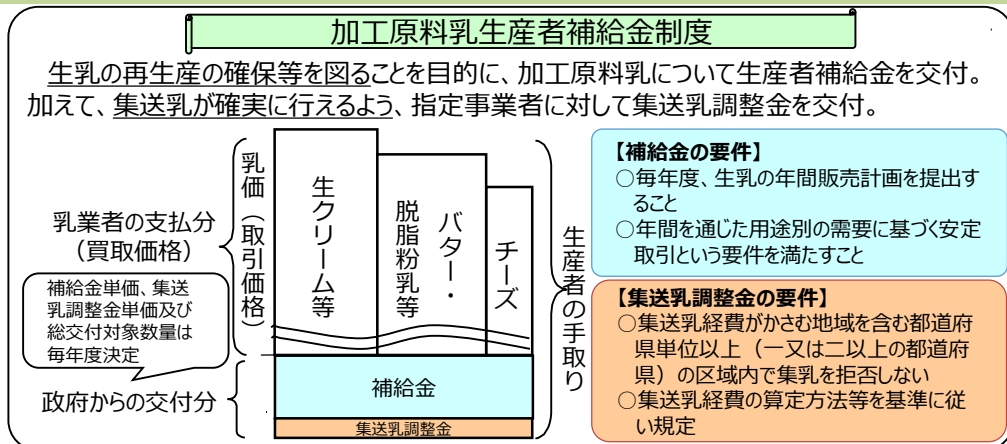 加工原料乳生産者補給金制度
生乳の再生産の確保等を図ることを目的に、加工原料乳について生産者補給金を交付。
加えて、集送乳が確実に行えるよう、指定事業者に対して集送乳調整金を交付。
乳業者の支払分
（買取価格）
補給金単価、集送
乳調整金単価及び
総交付対象数量は
毎年度決定
政府からの交付分
乳価（取引価格）
生クリーム等
バター・
脱脂粉乳等
チーズ
補給金
集送乳調整金
生産者の手取り
【補給金の要件】
○毎年度、生乳の年間販売計画を提出す
ること
○年間を通じた用途別の需要に基づく安定
取引という要件を満たすこと
【集送乳調整金の要件】
○集送乳経費がかさむ地域を含む都道府
県単位以上（一又は二以上の都道府
県）の区域内で集乳を拒否しない
○集送乳経費の算定方法等を基準に従
い規定